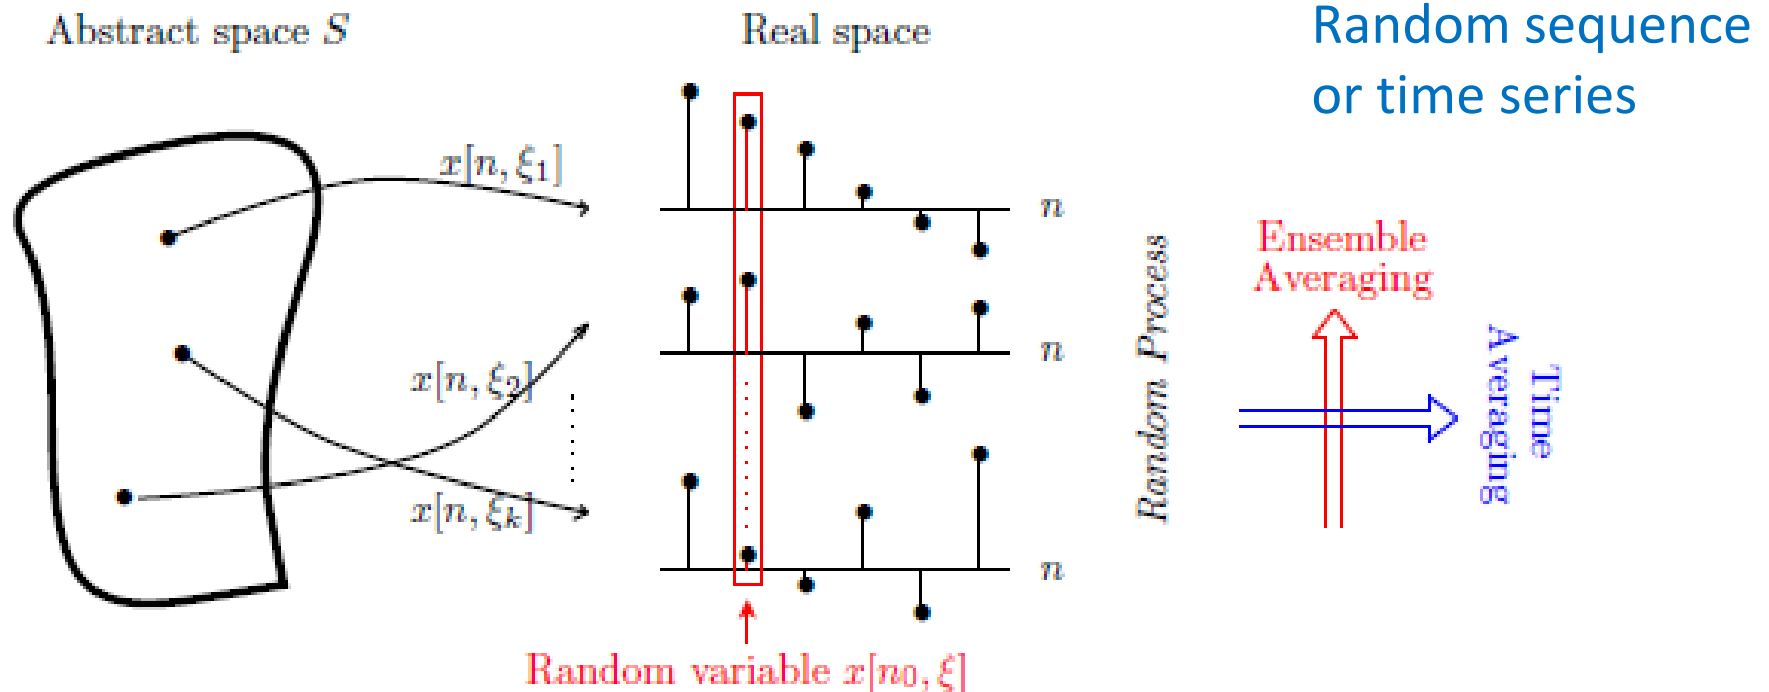 Abstract space S
Real space
Random sequence
or time series
x[n, ξ₁]
n
x[n, ξ₂]
n
x[n, ξₖ]
n
Random Process
Ensemble
Averaging
Time
Averaging
Random variable x[n₀, ξ]